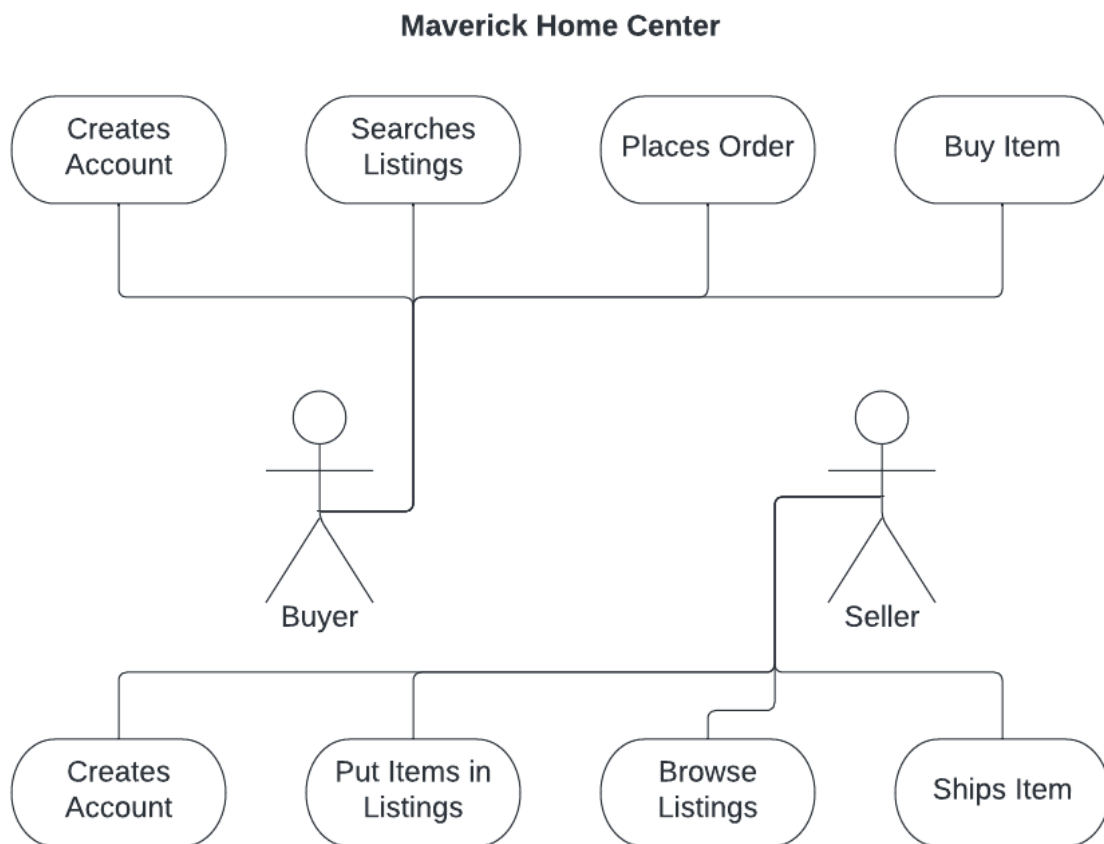 Maverick Home Center
Creates
Account
Searches
Listings
Places Order
Buy Item
Buyer
Seller
Creates
Account
Put Items in
Listings
Browse
Listings
Ships Item